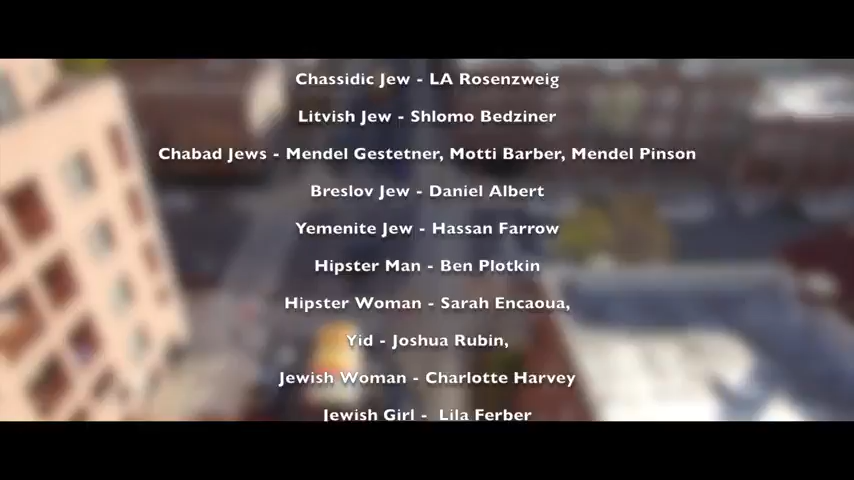 Chassidic Jew - LA Rosenzweig
Litvish Jew - Shlomo Bedziner
Chabad Jews - Mendel Gestetner, Motti Barber, Mendel Pinson
Breslov Jew - Daniel Albert
Yemenite Jew - Hassan Farrow
Hipster Man - Ben Plotkin
Hipster Woman - Sarah Encaoua,
Yid - Joshua Rubin,
Jewish Woman - Charlotte Harvey
Jewish Girl -  Lila Ferber